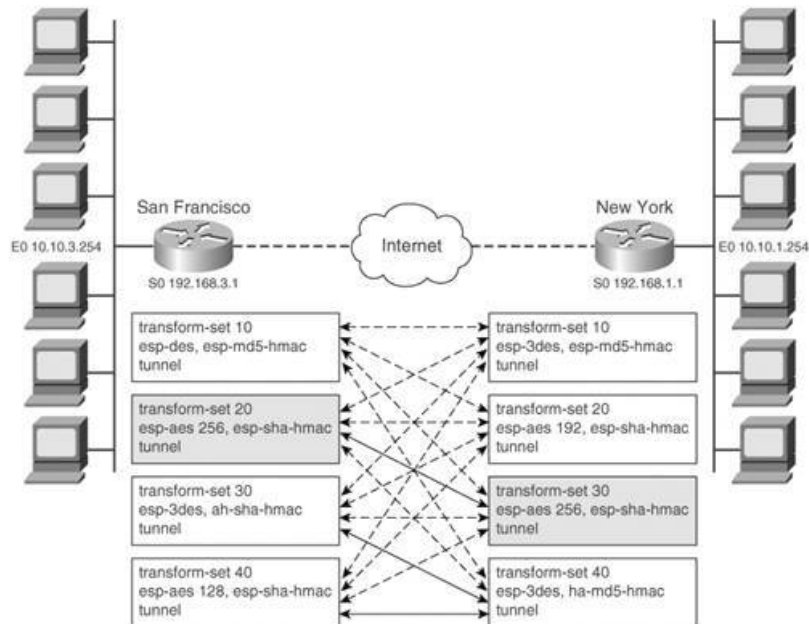 San Francisco
New York
Internet
E0 10.10.3.254
E0 10.10.1.254
S0 192.168.3.1
S0 192.168.1.1
transform-set 10
esp-des, esp-md5-hmac
tunnel
transform-set 10
esp-3des, esp-md5-hmac
tunnel
transform-set 20
esp-aes 256, esp-sha-hmac
tunnel
transform-set 20
esp-aes 192, esp-sha-hmac
tunnel
transform-set 30
esp-3des, ah-sha-hmac
tunnel
transform-set 30
esp-aes 256, esp-sha-hmac
tunnel
transform-set 40
esp-aes 128, esp-sha-hmac
tunnel
transform-set 40
esp-3des, ha-md5-hmac
tunnel